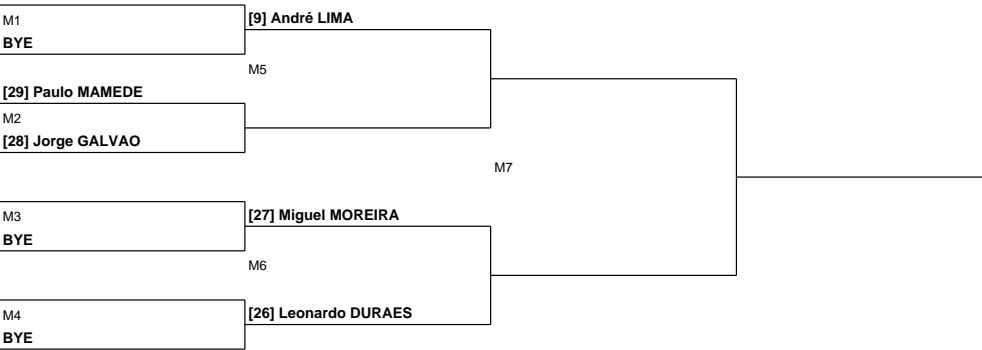 M1
[9] André LIMA
BYE
M5
[29] Paulo MAMEDE
M2
[28] Jorge GALVAO
M7
M3
[27] Miguel MOREIRA
BYE
M6
M4
[26] Leonardo DURAES
BYE